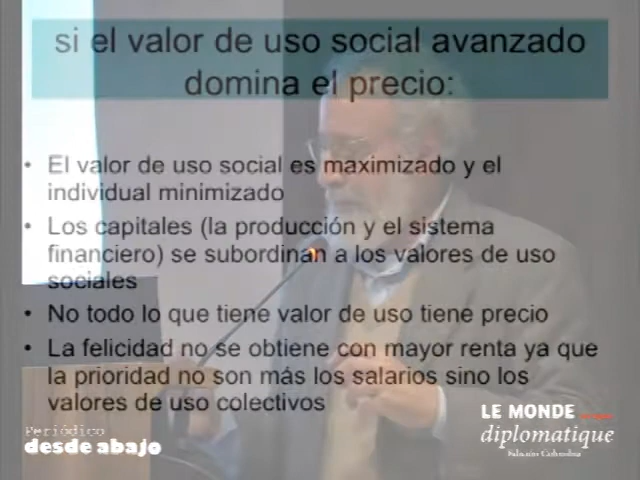 si el valor de uso social avanzado
domina el precio:
• El valor de uso social es maximizado y el
individual minimizado
• Los capitales (la producción y el sistema
financiero) se subordinan a los valores de uso
sociales
• No todo lo que tiene valor de uso tiene precio
• La felicidad no se obtiene con mayor renta ya que
la prioridad no son más los salarios sino los
valores de uso colectivos
Periódico
desde abajo
LE MONDE
diplomatique
Edición Colombia